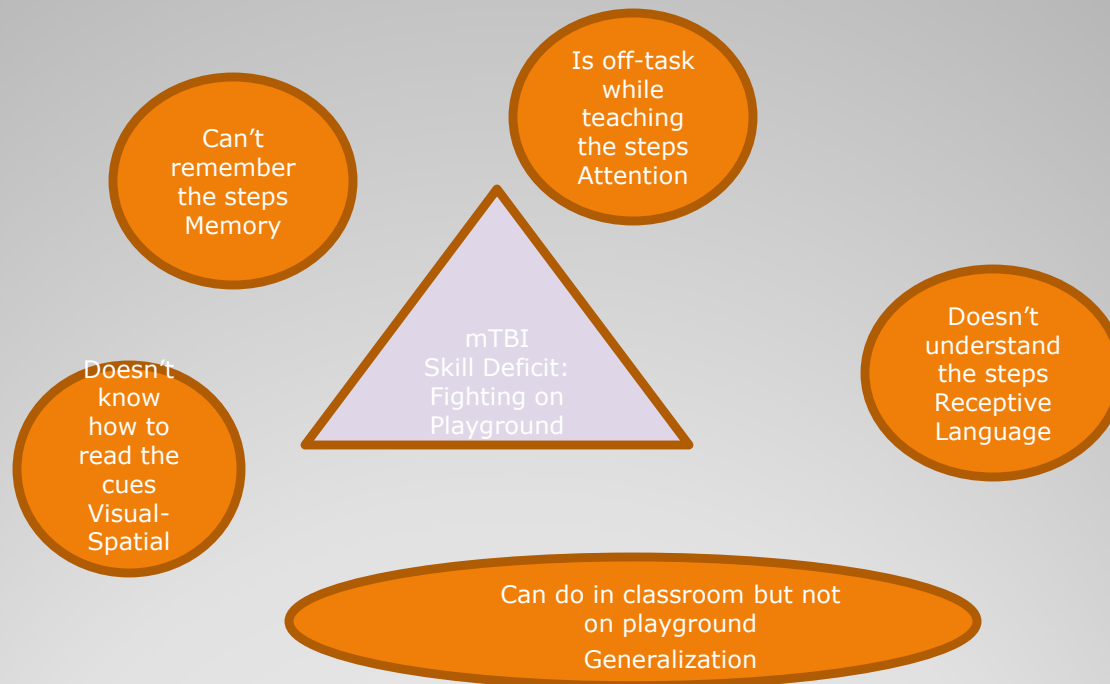 Is off-task
while
teaching
the steps
Attention
Can't
remember
the steps
Memory
mTBI
Skill Deficit:
Fighting on
Playground
Doesn't
understand
the steps
Receptive
Language
Doesn't
know
how to
read the
cues
Visual-
Spatial
Can do in classroom but not
on playground
Generalization